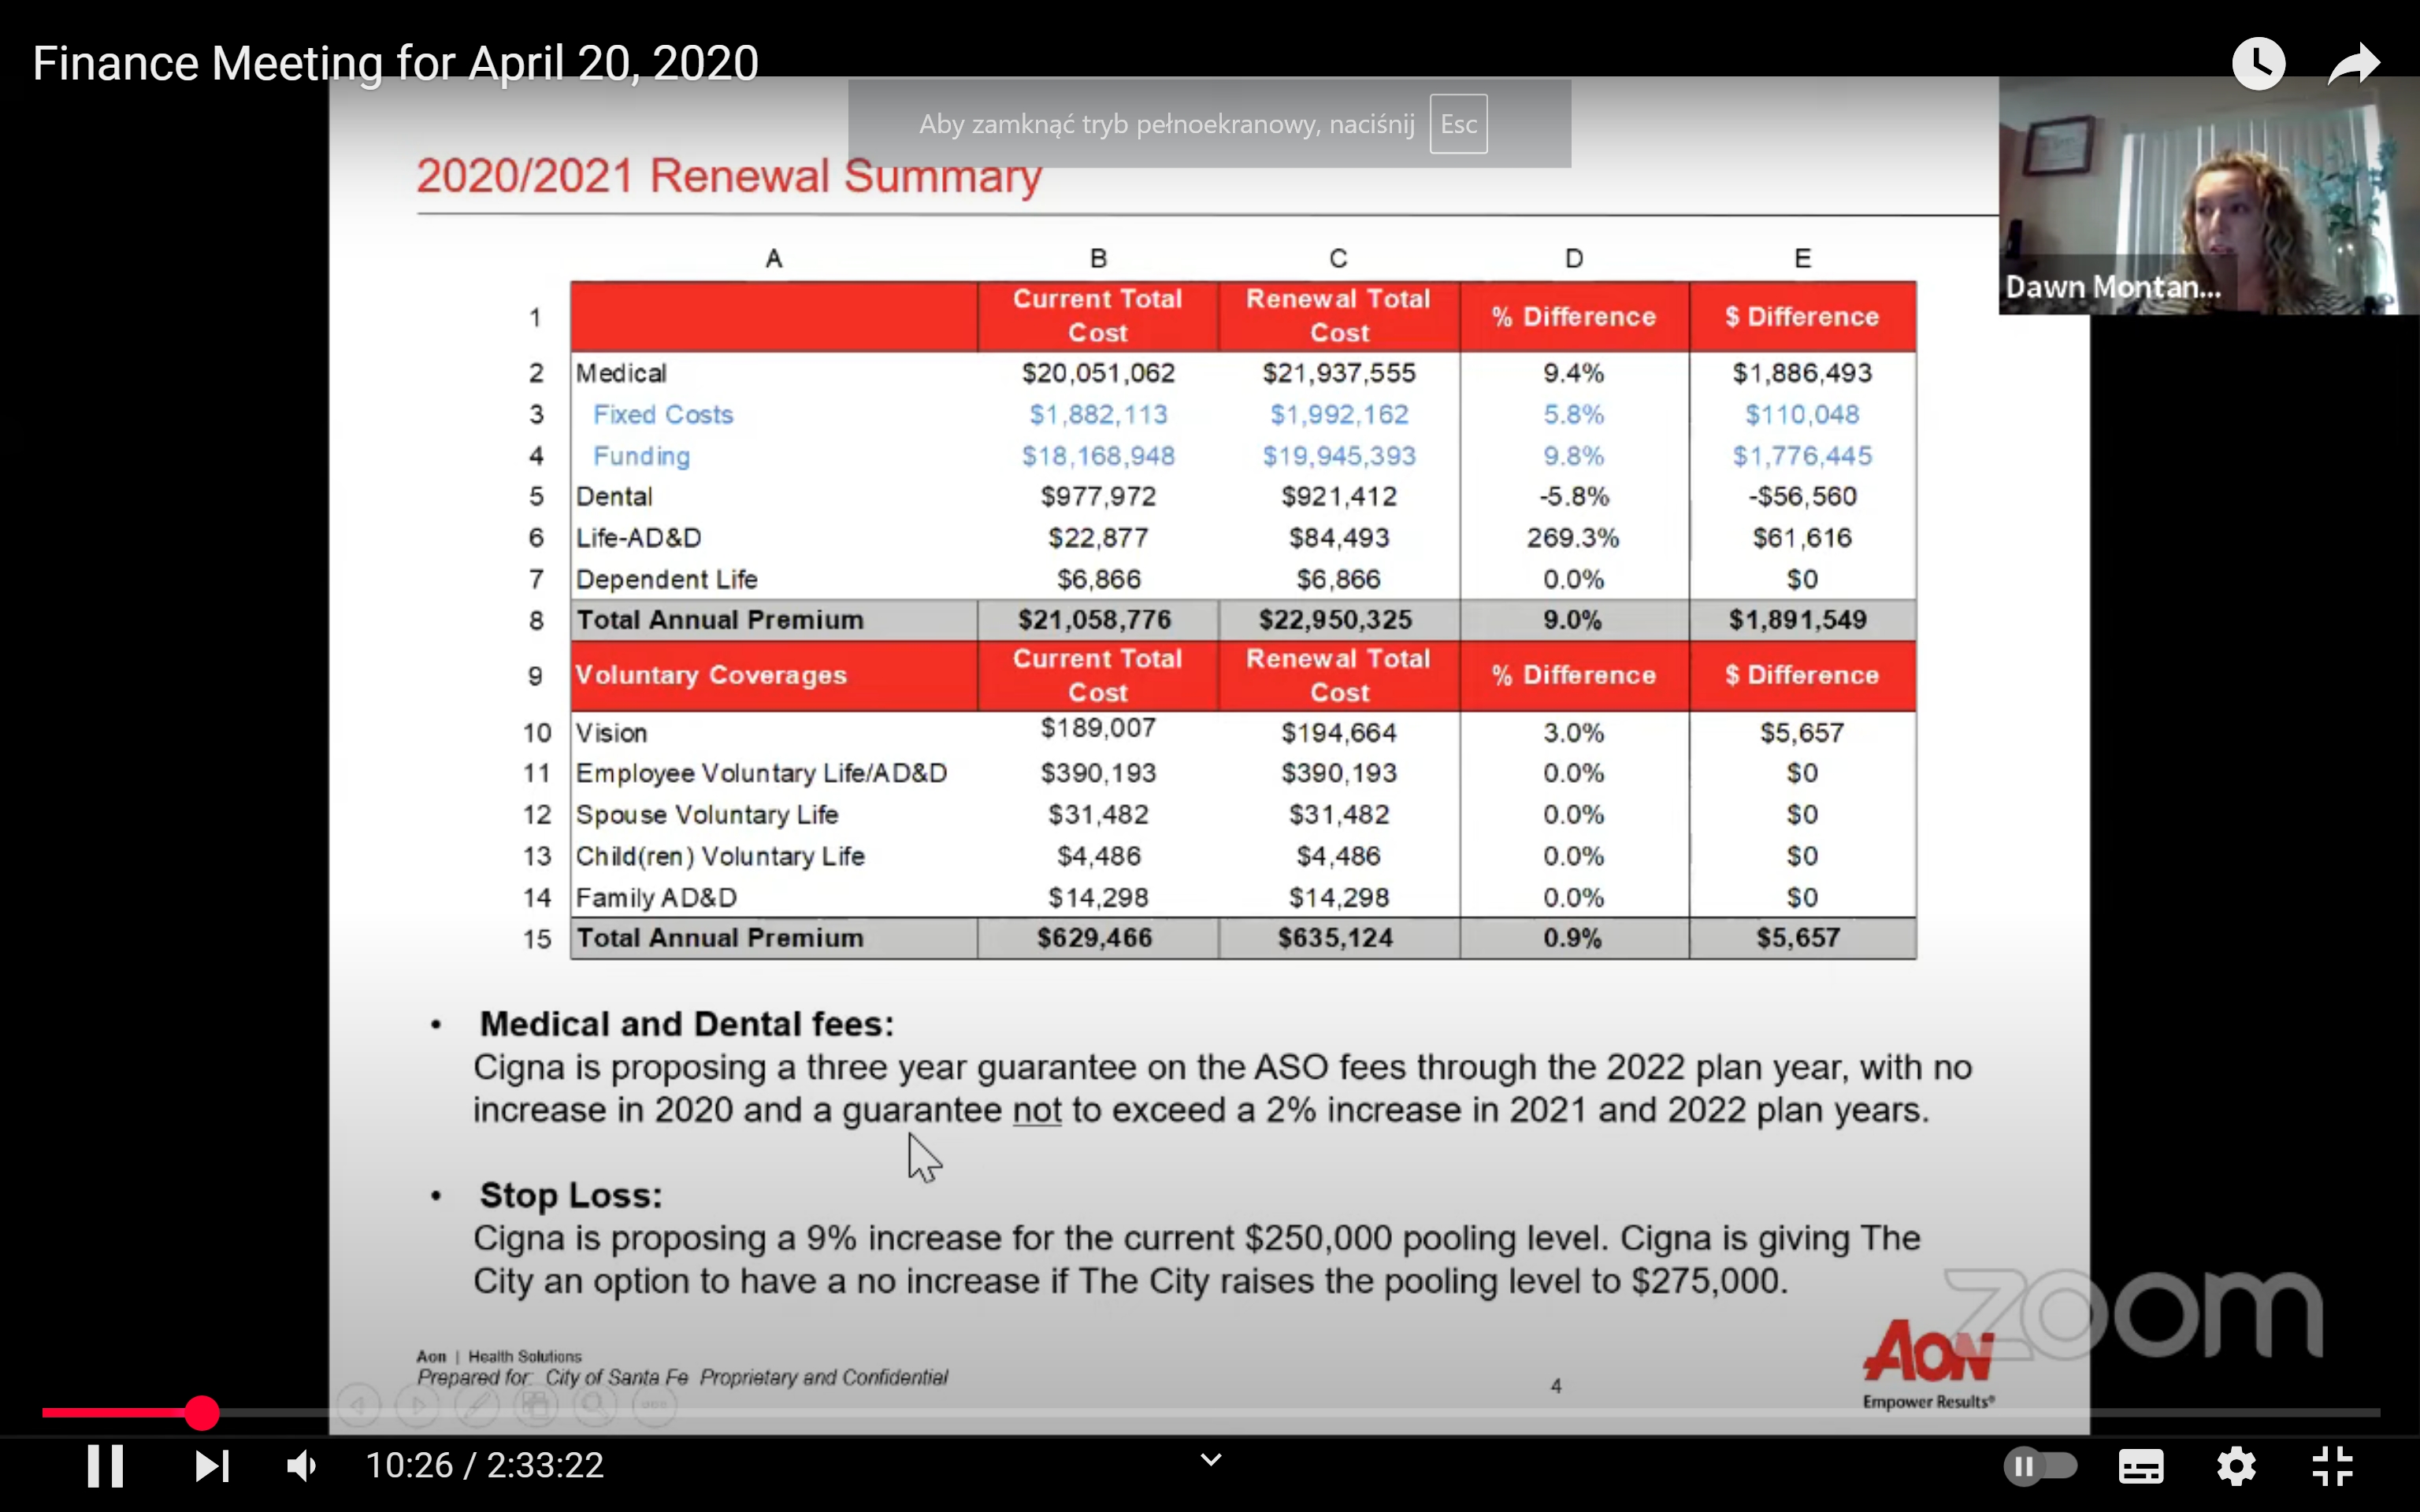 Finance Meeting for April 20, 2020
Aby zamknąć tryb pełnoekranowy, naciśnij Esc
2020/2021 Renewal Summary
Dawn Montan...
A B C D E
1 Current Total Cost Renewal Total Cost % Difference $ Difference
2 Medical $20,051,062 $21,937,555 9.4% $1,886,493
3 Fixed Costs $1,882,113 $1,992,162 5.8% $110,048
4 Funding $18,168,948 $19,945,393 9.8% $1,776,445
5 Dental $977,972 $921,412 -5.8% -$56,560
6 Life-AD&D $22,877 $84,493 269.3% $61,616
7 Dependent Life $6,866 $6,866 0.0% $0
8 Total Annual Premium $21,058,776 $22,950,325 9.0% $1,891,549
9 Voluntary Coverages Current Total Cost Renewal Total Cost % Difference $ Difference
10 Vision $189,007 $194,664 3.0% $5,657
11 Employee Voluntary Life/AD&D $390,193 $390,193 0.0% $0
12 Spouse Voluntary Life $31,482 $31,482 0.0% $0
13 Child(ren) Voluntary Life $4,486 $4,486 0.0% $0
14 Family AD&D $14,298 $14,298 0.0% $0
15 Total Annual Premium $629,466 $635,124 0.9% $5,657
• Medical and Dental fees:
Cigna is proposing a three year guarantee on the ASO fees through the 2022 plan year, with no
increase in 2020 and a guarantee not to exceed a 2% increase in 2021 and 2022 plan years.
• Stop Loss:
Cigna is proposing a 9% increase for the current $250,000 pooling level. Cigna is giving The
City an option to have a no increase if The City raises the pooling level to $275,000.
zoom
Aon | Health Solutions
Prepared for: City of Santa Fe Proprietary and Confidential
4
AON
Empower Results®
10:26 / 2:33:22